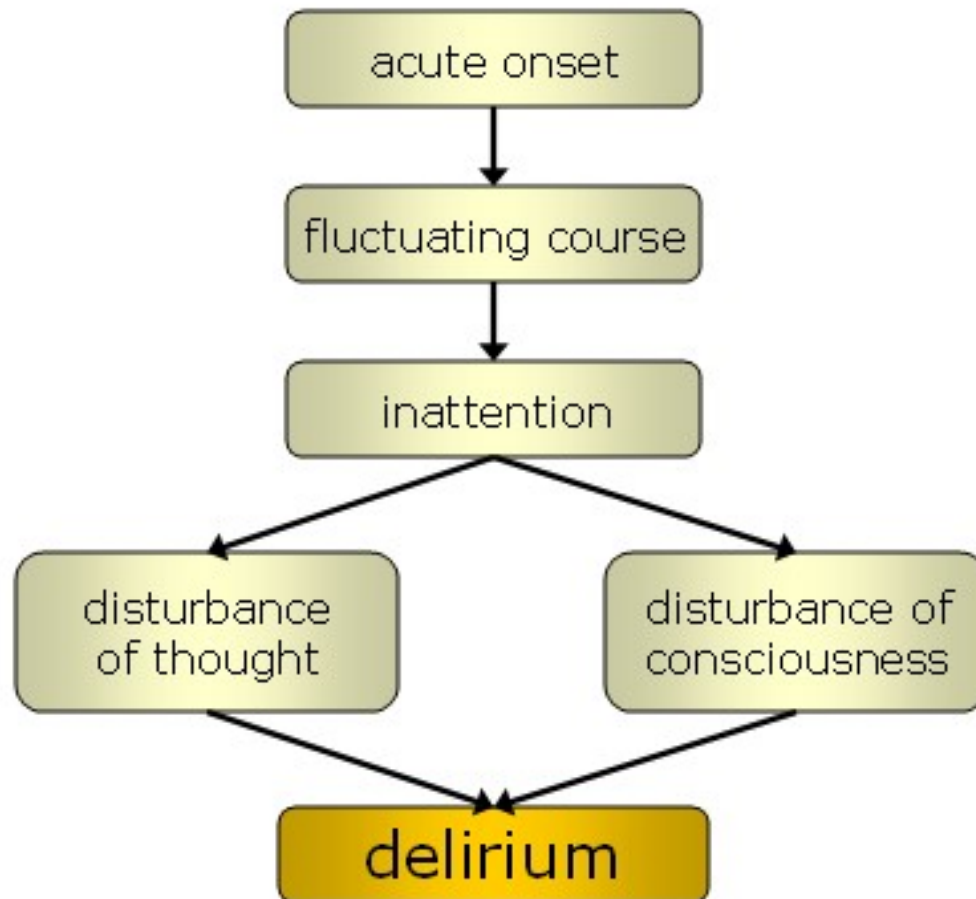 acute onset
fluctuating course
inattention
disturbance
of thought
disturbance of
consciousness
delirium